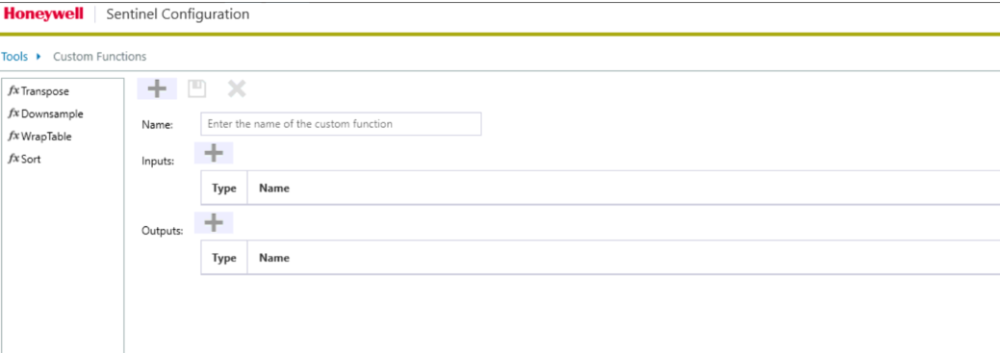 Honeywell Sentinel Configuration
Tools Custom Functions
fx Transpose
fx Downsample
fx WrapTable
fx Sort
Name: Enter the name of the custom function
Inputs:
Type Name
Outputs:
Type Name